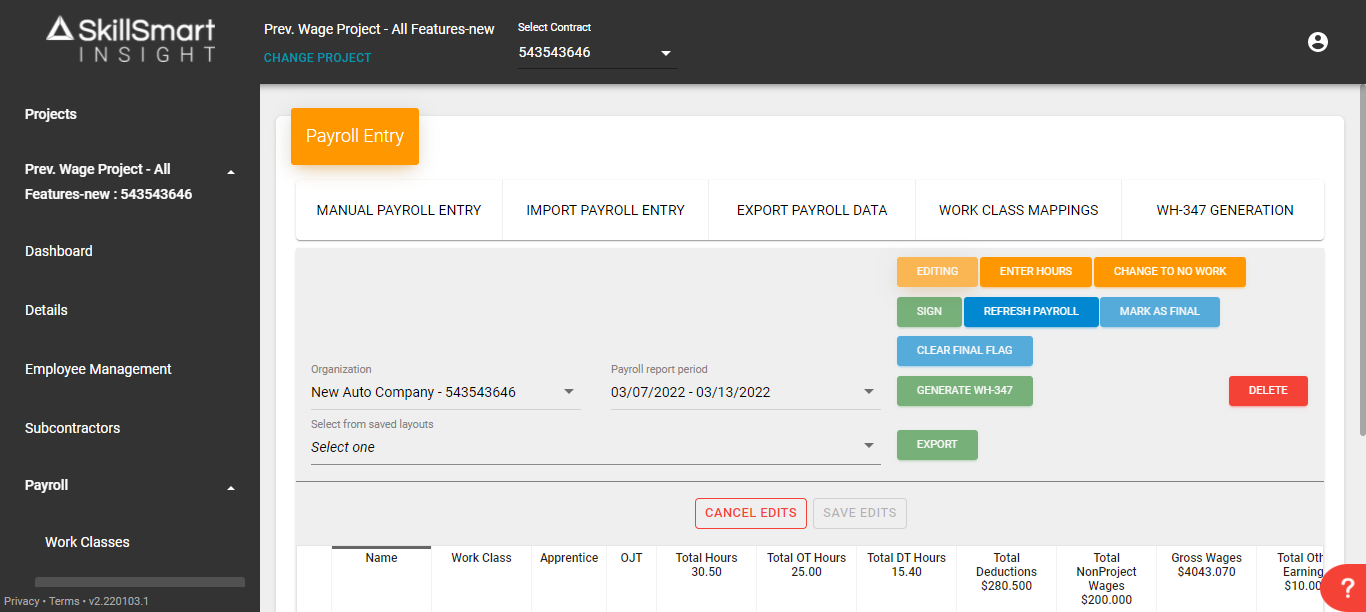 SkillSmart
INSIGHT
Prev. Wage Project - All Features-new
CHANGE PROJECT
Select Contract
543543646
Projects
Prev. Wage Project - All
Features-new : 543543646
Dashboard
Details
Employee Management
Subcontractors
Payroll
Work Classes
Privacy • Terms • v2.220103.1
Payroll Entry
MANUAL PAYROLL ENTRY
IMPORT PAYROLL ENTRY
EXPORT PAYROLL DATA
WORK CLASS MAPPINGS
WH-347 GENERATION
EDITING
ENTER HOURS
CHANGE TO NO WORK
SIGN
REFRESH PAYROLL
MARK AS FINAL
CLEAR FINAL FLAG
Organization
New Auto Company - 543543646
Payroll report period
03/07/2022 - 03/13/2022
GENERATE WH-347
DELETE
Select from saved layouts
Select one
EXPORT
CANCEL EDITS
SAVE EDITS
Name
Work Class
Apprentice
OJT
Total Hours
30.50
Total OT Hours
25.00
Total DT Hours
15.40
Total
Deductions
$280.500
Total
NonProject
Wages
$200.000
Gross Wages
$4043.070
Total Oth
Earning
$10.00
?